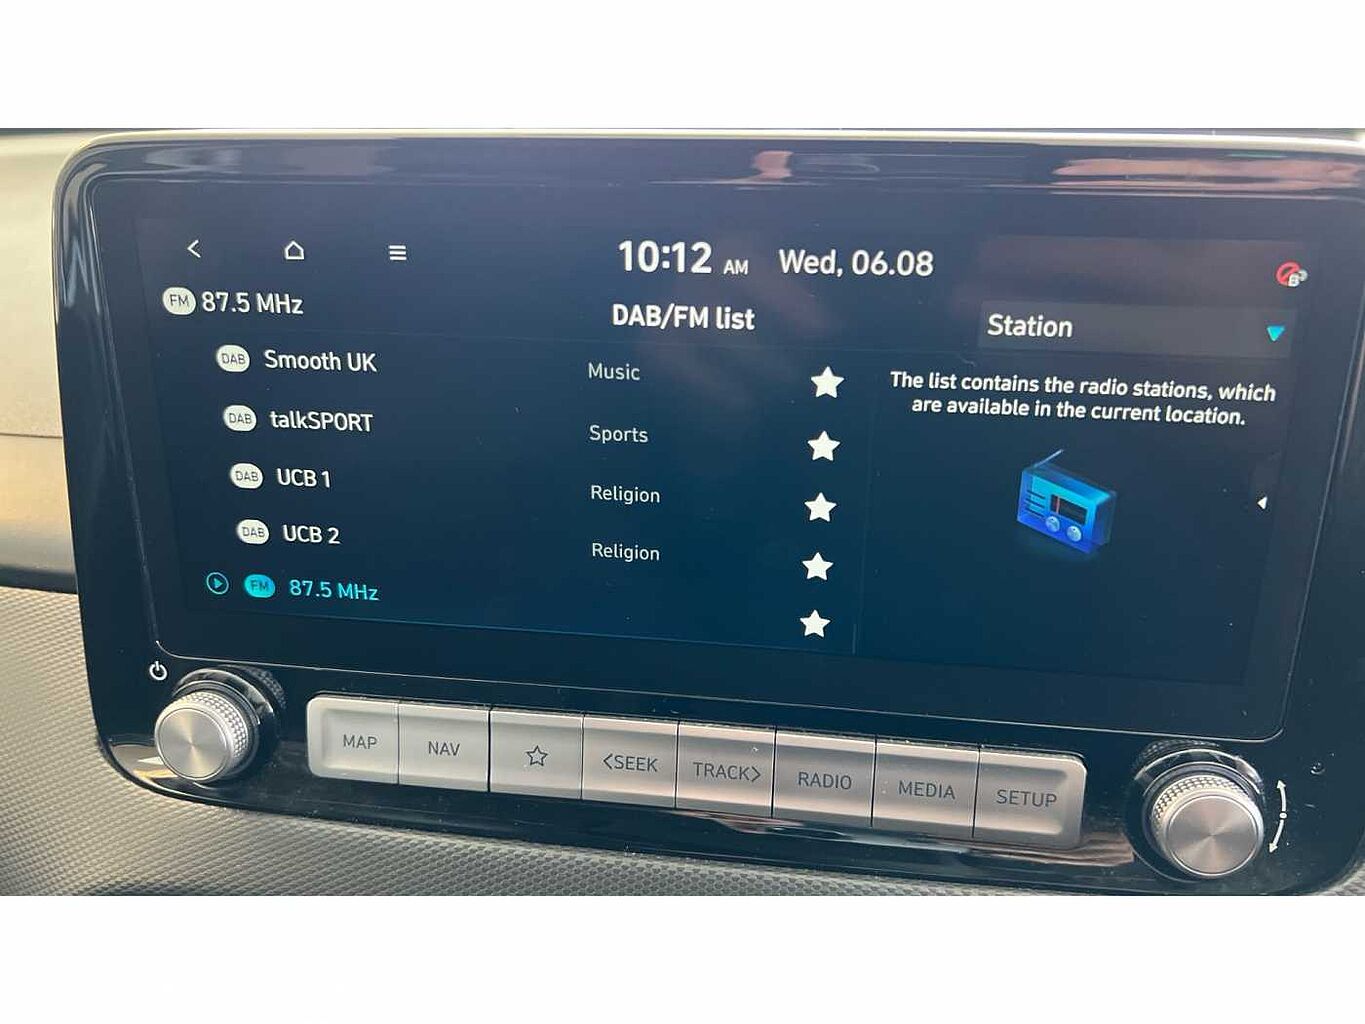 10:12 AM Wed, 06.08
FM 87.5 MHz
DAB/FM list
Station
DAB Smooth UK Music
DAB talkSPORT Sports
DAB UCB 1 Religion
DAB UCB 2 Religion
FM 87.5 MHz
The list contains the radio stations, which
are available in the current location.
MAP NAV <SEEK TRACK> RADIO MEDIA SETUP